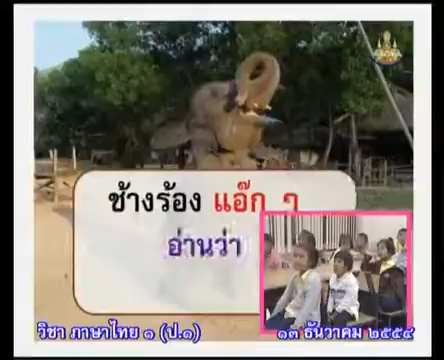 ช้างร้อง แอ๊ก ๆ
อ่านว่า
วิชา ภาษาไทย ๑ (ป.๑)
๑๓ ธันวาคม ๒๕๕๔